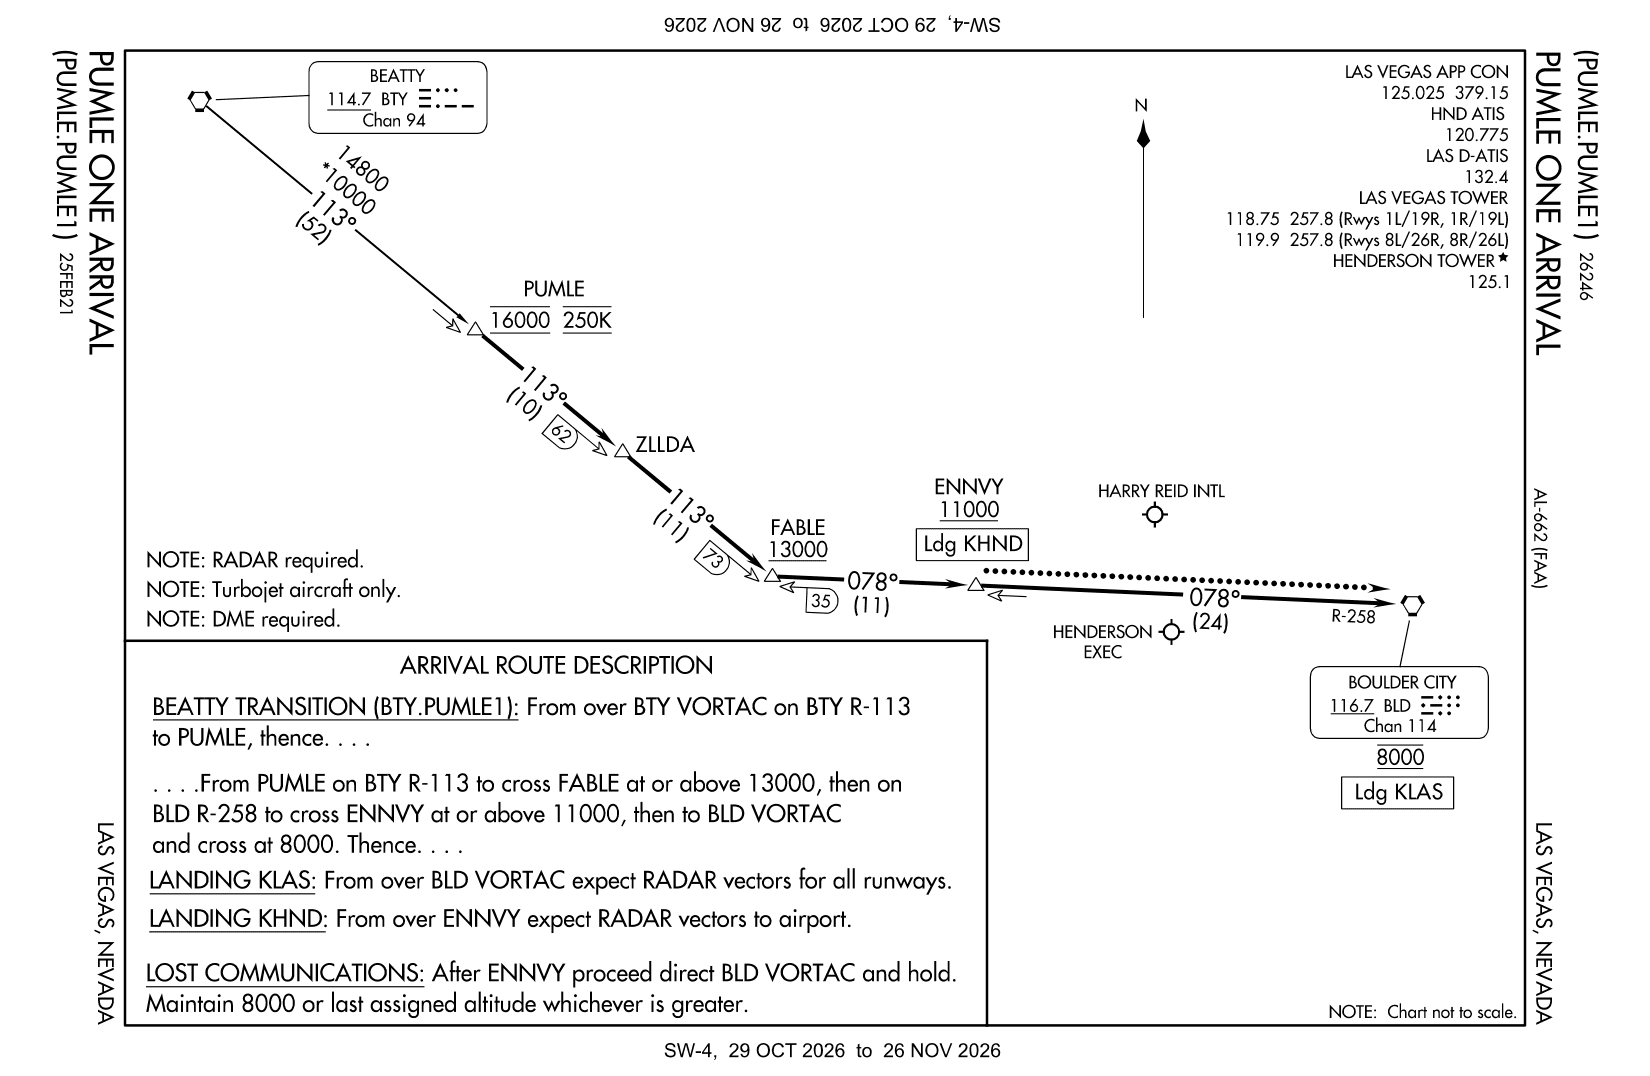 SW-4, 29 OCT 2026 to 26 NOV 2026
(PUMLE.PUMLE1) 25FEB21
PUMLE ONE ARRIVAL
LAS VEGAS, NEVADA
(PUMLE.PUMLE1) 26246
PUMLE ONE ARRIVAL
AL-662 (FAA)
LAS VEGAS, NEVADA
BEATTY
114.7 BTY
Chan 94
14800
*10000
113°
(52)
N
LAS VEGAS APP CON
125.025 379.15
HND ATIS
120.775
LAS D-ATIS
132.4
LAS VEGAS TOWER
118.75 257.8 (Rwys 1L/19R, 1R/19L)
119.9 257.8 (Rwys 8L/26R, 8R/26L)
HENDERSON TOWER★
125.1
PUMLE
16000 250K
113°
(10)
62
ZLLDA
113°
(11)
73
FABLE
13000
35
078°
(11)
ENNVY
11000
Ldg KHND
HARRY REID INTL
HENDERSON
EXEC
078°
(24)
R-258
BOULDER CITY
116.7 BLD
Chan 114
8000
Ldg KLAS
NOTE: RADAR required.
NOTE: Turbojet aircraft only.
NOTE: DME required.
ARRIVAL ROUTE DESCRIPTION
BEATTY TRANSITION (BTY.PUMLE1): From over BTY VORTAC on BTY R-113
to PUMLE, thence. . . .
. . . .From PUMLE on BTY R-113 to cross FABLE at or above 13000, then on
BLD R-258 to cross ENNVY at or above 11000, then to BLD VORTAC
and cross at 8000. Thence. . . .
LANDING KLAS: From over BLD VORTAC expect RADAR vectors for all runways.
LANDING KHND: From over ENNVY expect RADAR vectors to airport.
LOST COMMUNICATIONS: After ENNVY proceed direct BLD VORTAC and hold.
Maintain 8000 or last assigned altitude whichever is greater.
NOTE: Chart not to scale.
SW-4, 29 OCT 2026 to 26 NOV 2026